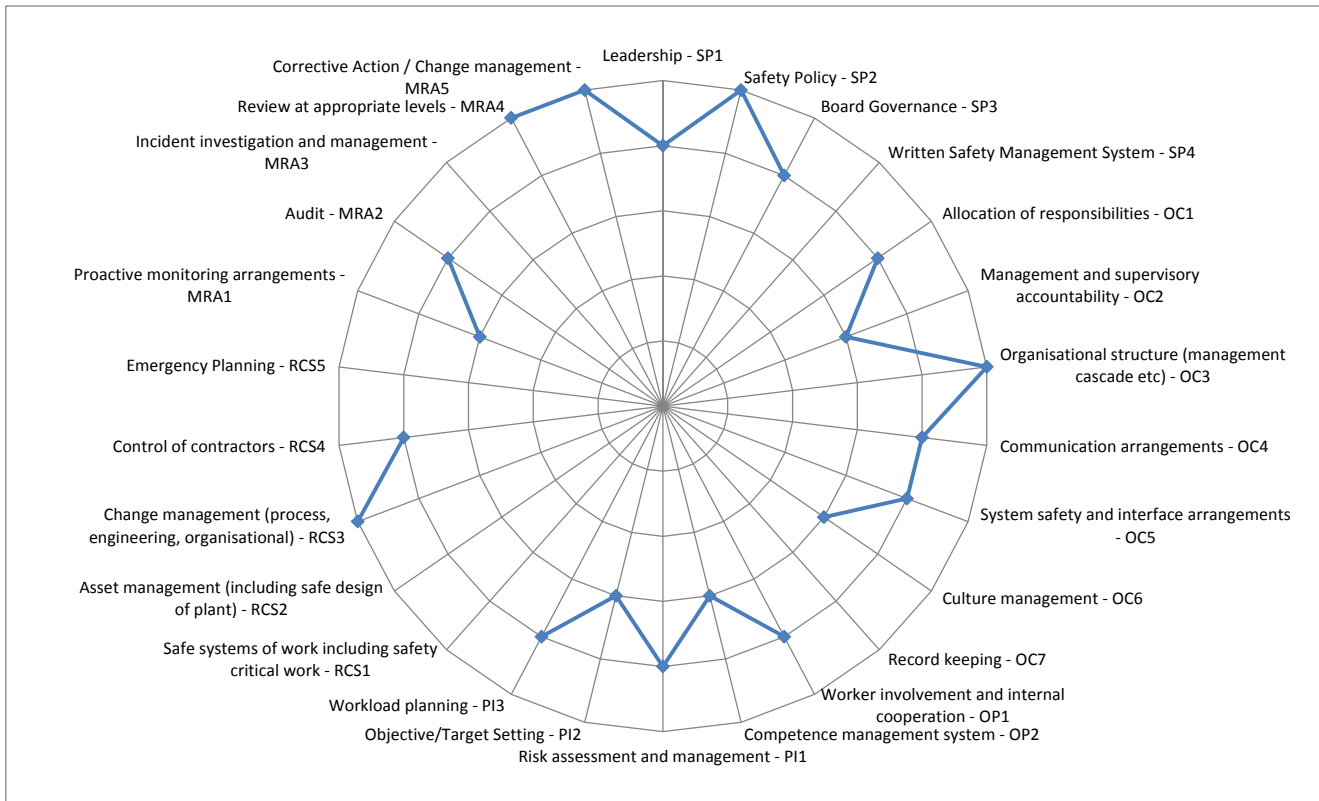 Leadership - SP1
Safety Policy - SP2
Board Governance - SP3
Written Safety Management System - SP4
Allocation of responsibilities - OC1
Management and supervisory
accountability - OC2
Organisational structure (management
cascade etc) - OC3
Communication arrangements - OC4
System safety and interface arrangements
- OC5
Culture management - OC6
Record keeping - OC7
Worker involvement and internal
cooperation - OP1
Competence management system - OP2
Risk assessment and management - PI1
Objective/Target Setting - PI2
Workload planning - PI3
Safe systems of work including safety
critical work - RCS1
Asset management (including safe design
of plant) - RCS2
Change management (process,
engineering, organisational) - RCS3
Control of contractors - RCS4
Emergency Planning - RCS5
Proactive monitoring arrangements -
MRA1
Audit - MRA2
Incident investigation and management -
MRA3
Review at appropriate levels - MRA4
Corrective Action / Change management -
MRA5